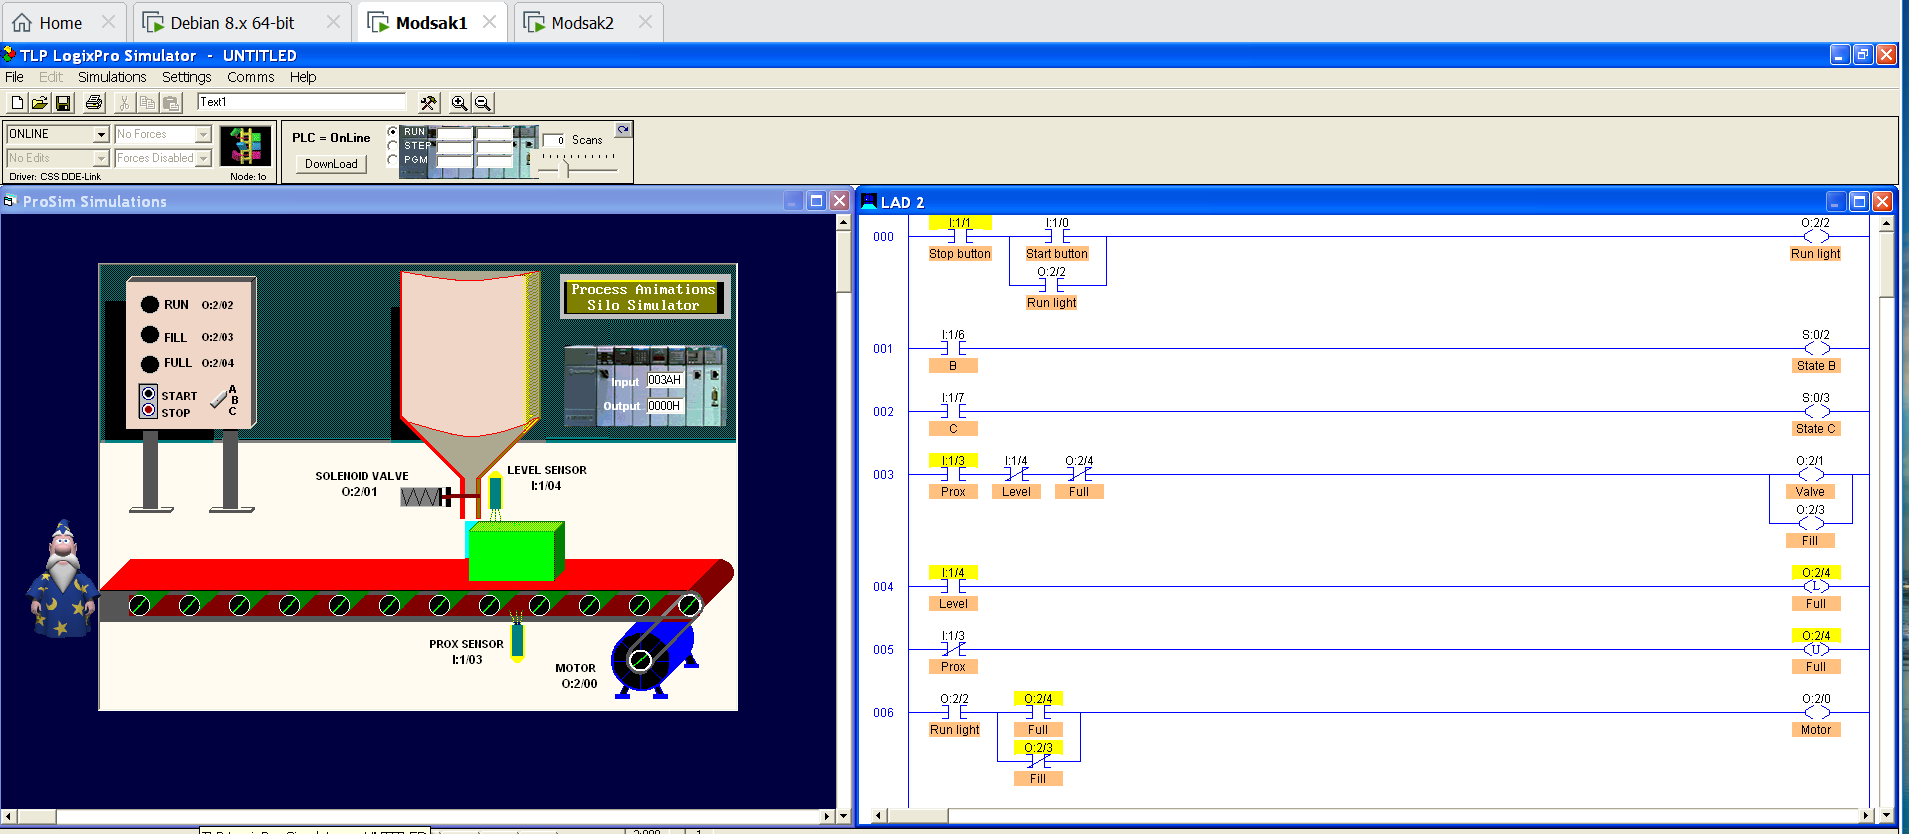 Home
Debian 8.x 64-bit
Modsak1
Modsak2
TLP LogixPro Simulator - UNTITLED
File Edit Simulations Settings Comms Help
Text1
ONLINE
No Forces
No Edits
Forces Disabled
Driver: CSS DDE-Link
Node: 1o
PLC = OnLine
DownLoad
RUN
STEP
PGM
0 Scans
ProSim Simulations
RUN O:2/02
FILL O:2/03
FULL O:2/04
START
STOP
A
B
C
Process Animations
Silo Simulator
Input 003AH
Output 0000H
SOLENOID VALVE
O:2/01
LEVEL SENSOR
I:1/04
PROX SENSOR
I:1/03
MOTOR
O:2/00
LAD 2
000
I:1/1
Stop button
I:1/0
Start button
O:2/2
Run light
O:2/2
Run light
001
I:1/6
B
S:0/2
State B
002
I:1/7
C
S:0/3
State C
003
I:1/3
Prox
I:1/4
Level
O:2/4
Full
O:2/1
Valve
O:2/3
Fill
004
I:1/4
Level
O:2/4
L
Full
005
I:1/3
Prox
O:2/4
U
Full
006
O:2/2
Run light
O:2/4
Full
O:2/3
Fill
O:2/0
Motor